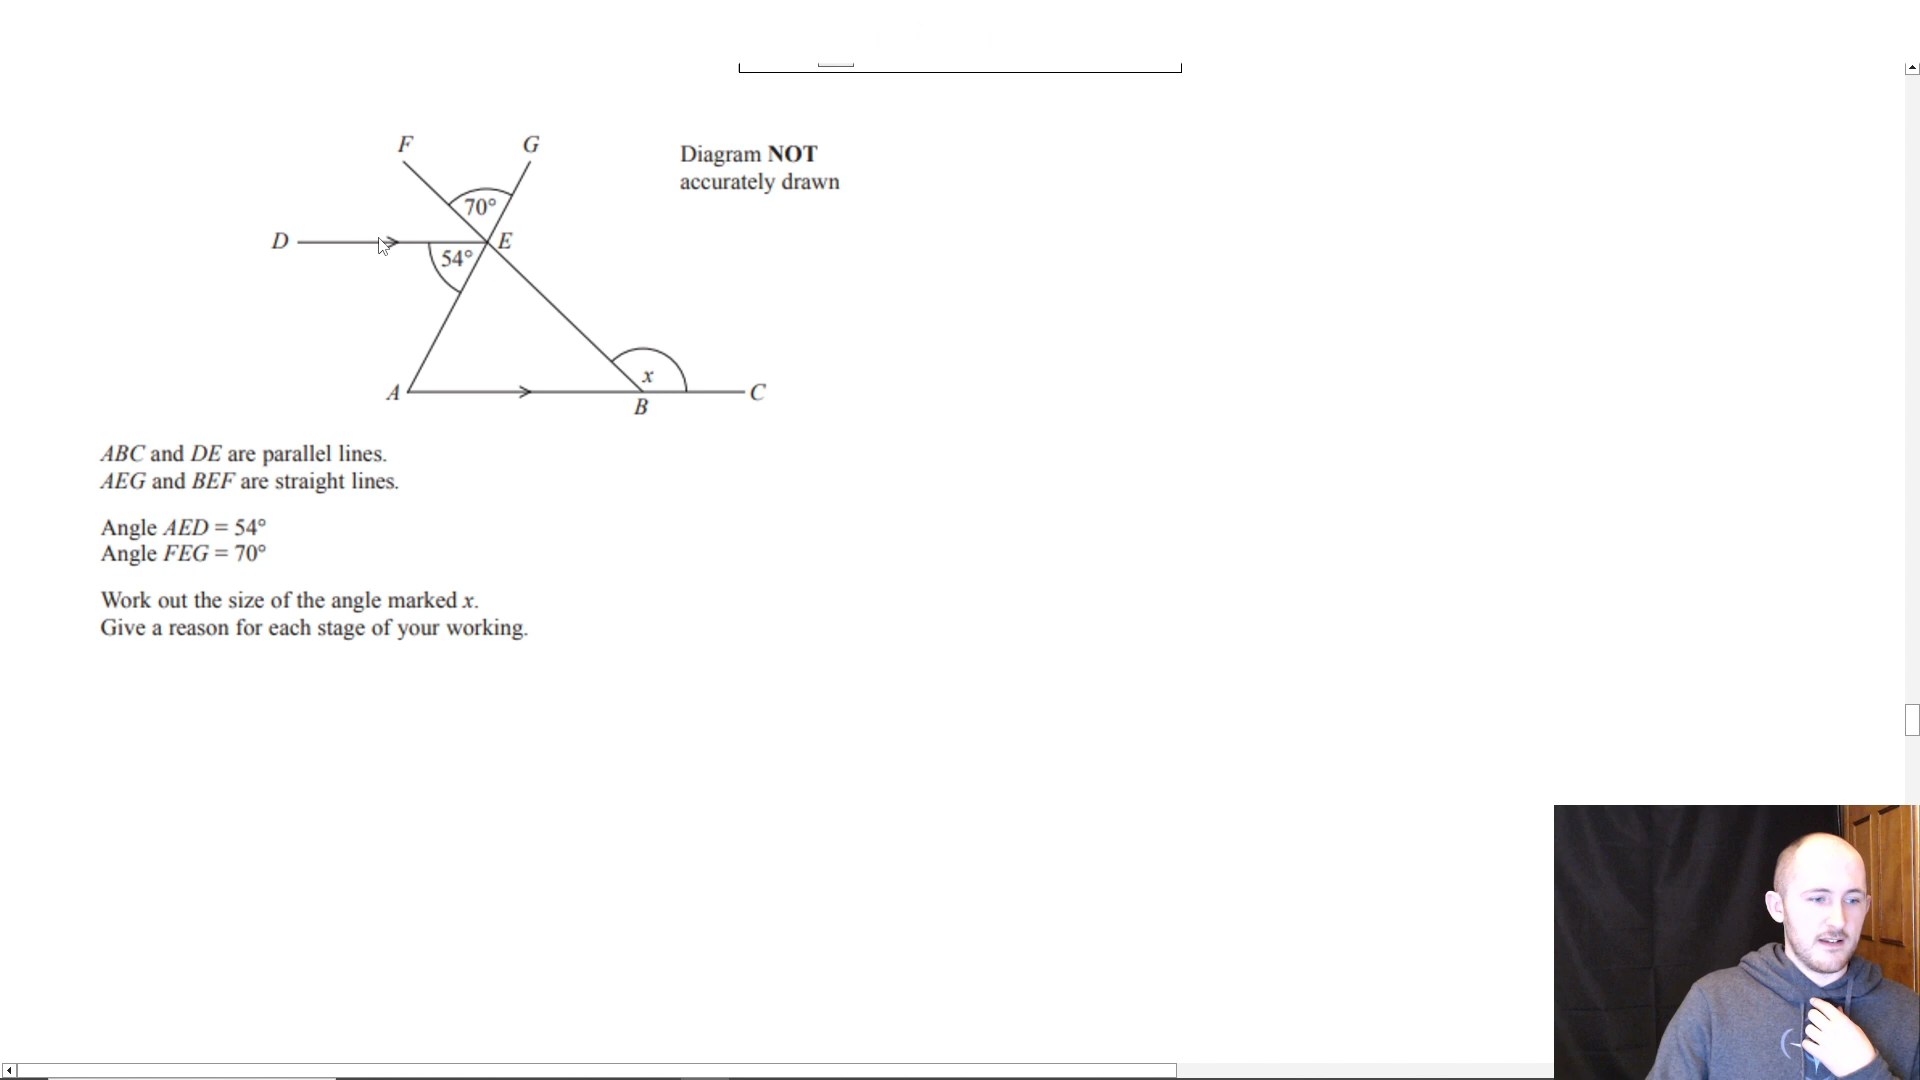 F
G
Diagram NOT
accurately drawn
70°
D
E
54°
x
A
B
C
ABC and DE are parallel lines.
AEG and BEF are straight lines.
Angle AED = 54°
Angle FEG = 70°
Work out the size of the angle marked x.
Give a reason for each stage of your working.